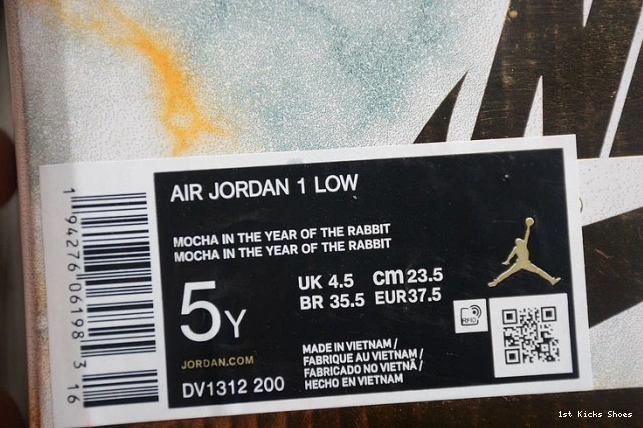 AIR JORDAN 1 LOW
MOCHA IN THE YEAR OF THE RABBIT
MOCHA IN THE YEAR OF THE RABBIT
5Y
UK 4.5 cm 23.5
BR 35.5 EUR 37.5
JORDAN.COM
DV1312 200
MADE IN VIETNAM /
FABRIQUE AU VIETNAM /
FABRICADO NO VIETNÃ /
HECHO EN VIETNAM
RFID
1 94276 06198 3 16
1st Kicks Shoes